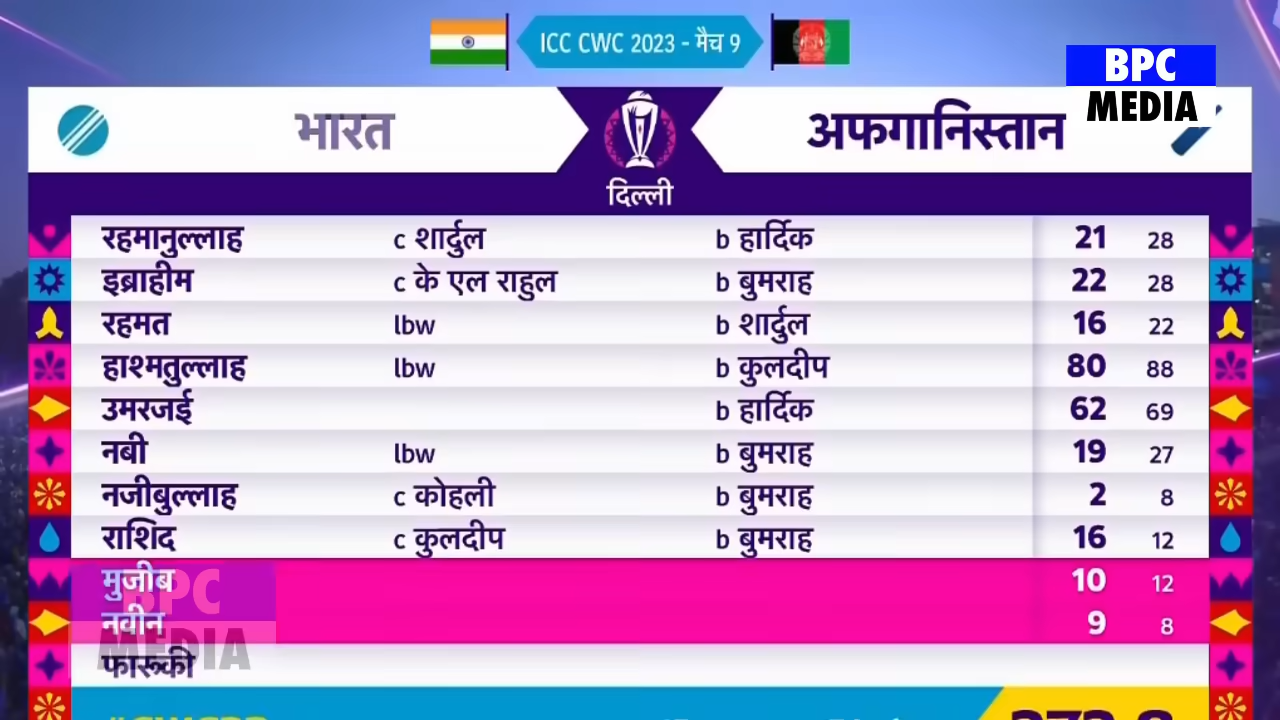 ICC CWC 2023 - मैच 9
BPC
MEDIA
भारत
अफगानिस्तान
दिल्ली
रहमानुल्लाह c शार्दुल b हार्दिक 21 28
इब्राहीम c के एल राहुल b बुमराह 22 28
रहमत lbw b शार्दुल 16 22
हाश्मतुल्लाह lbw b कुलदीप 80 88
उमरजई b हार्दिक 62 69
नबी lbw b बुमराह 19 27
नजीबुल्लाह c कोहली b बुमराह 2 8
राशिद c कुलदीप b बुमराह 16 12
मुजीब 10 12
BPC
नवीन 9 8
MEDIA
फारूकी